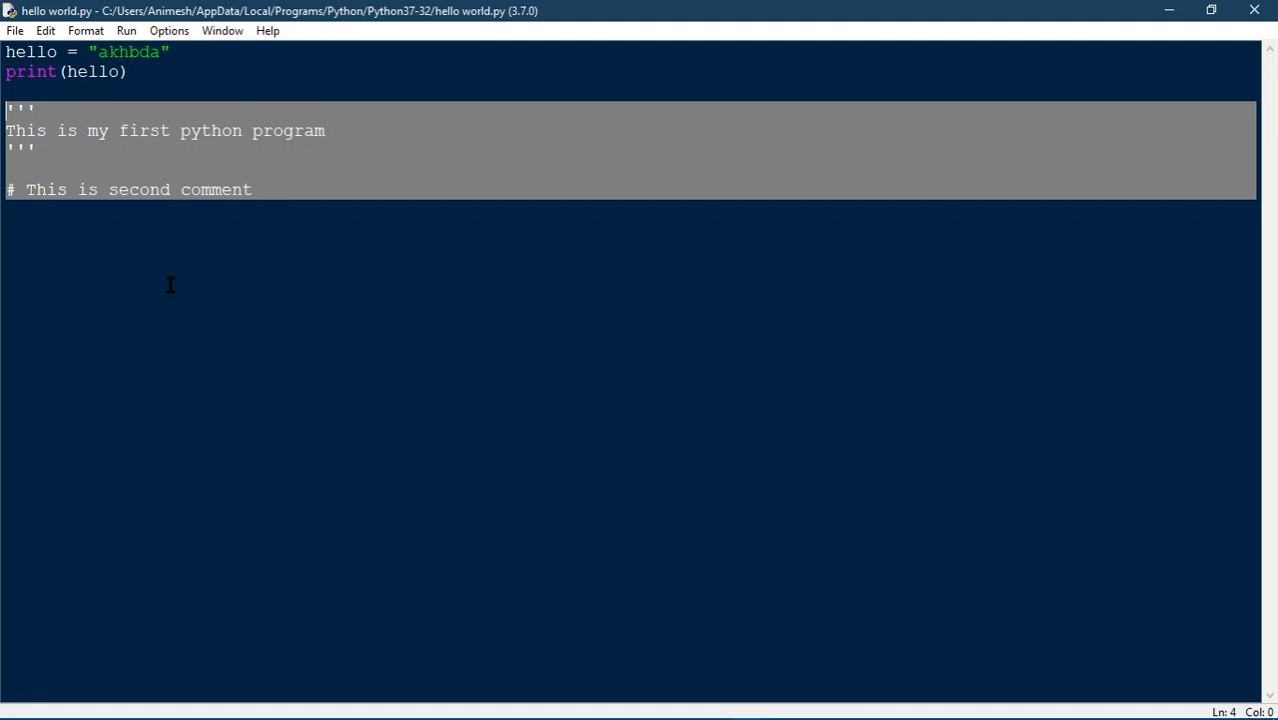 hello world.py - C:/Users/Animesh/AppData/Local/Programs/Python/Python37-32/hello world.py (3.7.0)
File Edit Format Run Options Window Help
hello = "akhbda"
print(hello)
'''
This is my first python program
'''
# This is second comment
Ln: 4 Col: 0